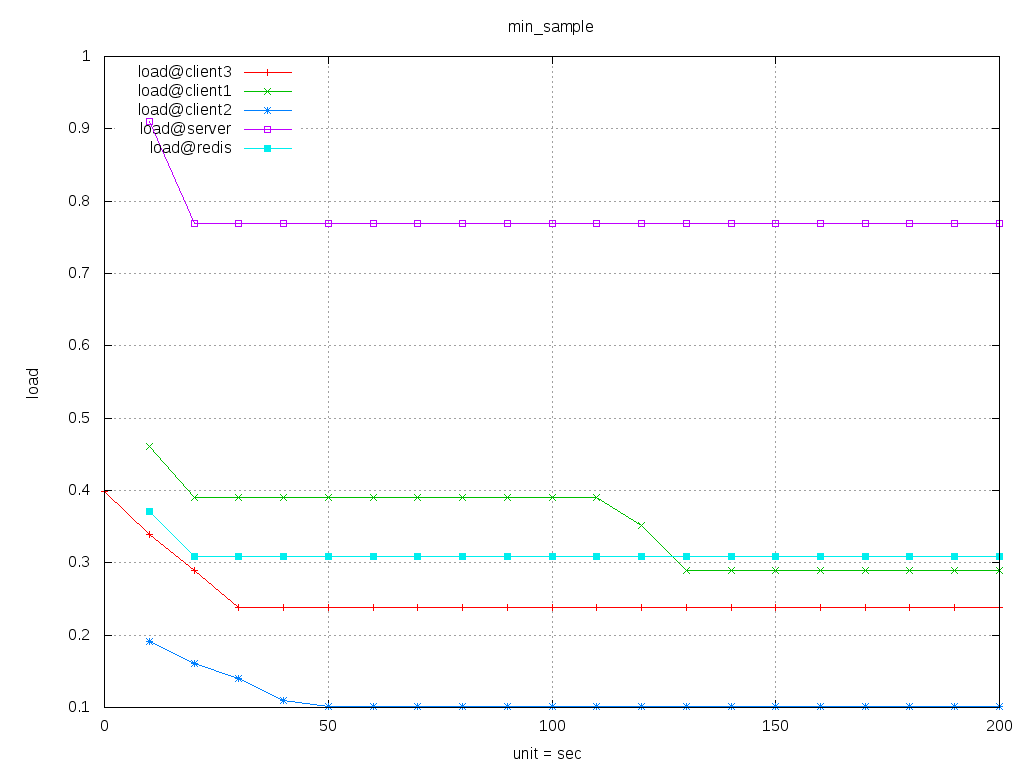 min_sample
load@client3
load@client1
load@client2
load@server
load@redis
1
0.9
0.8
0.7
0.6
0.5
0.4
0.3
0.2
0.1
load
0 50 100 150 200
unit = sec